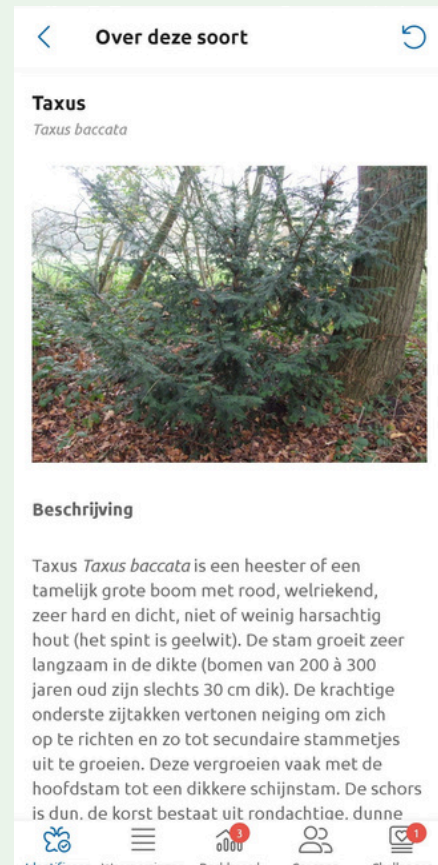 Over deze soort
Taxus
Taxus baccata
Beschrijving
Taxus Taxus baccata is een heester of een
tamelijk grote boom met rood, welriekend,
zeer hard en dicht, niet of weinig harsachtig
hout (het spint is geelwit). De stam groeit zeer
langzaam in de dikte (bomen van 200 à 300
jaren oud zijn slechts 30 cm dik). De krachtige
onderste zijtakken vertonen neiging om zich
op te richten en zo tot secundaire stammetjes
uit te groeien. Deze vergroeien vaak met de
hoofdstam tot een dikkere schijnstam. De schors
is dun, de korst bestaat uit rondachtige, dunne
3
1